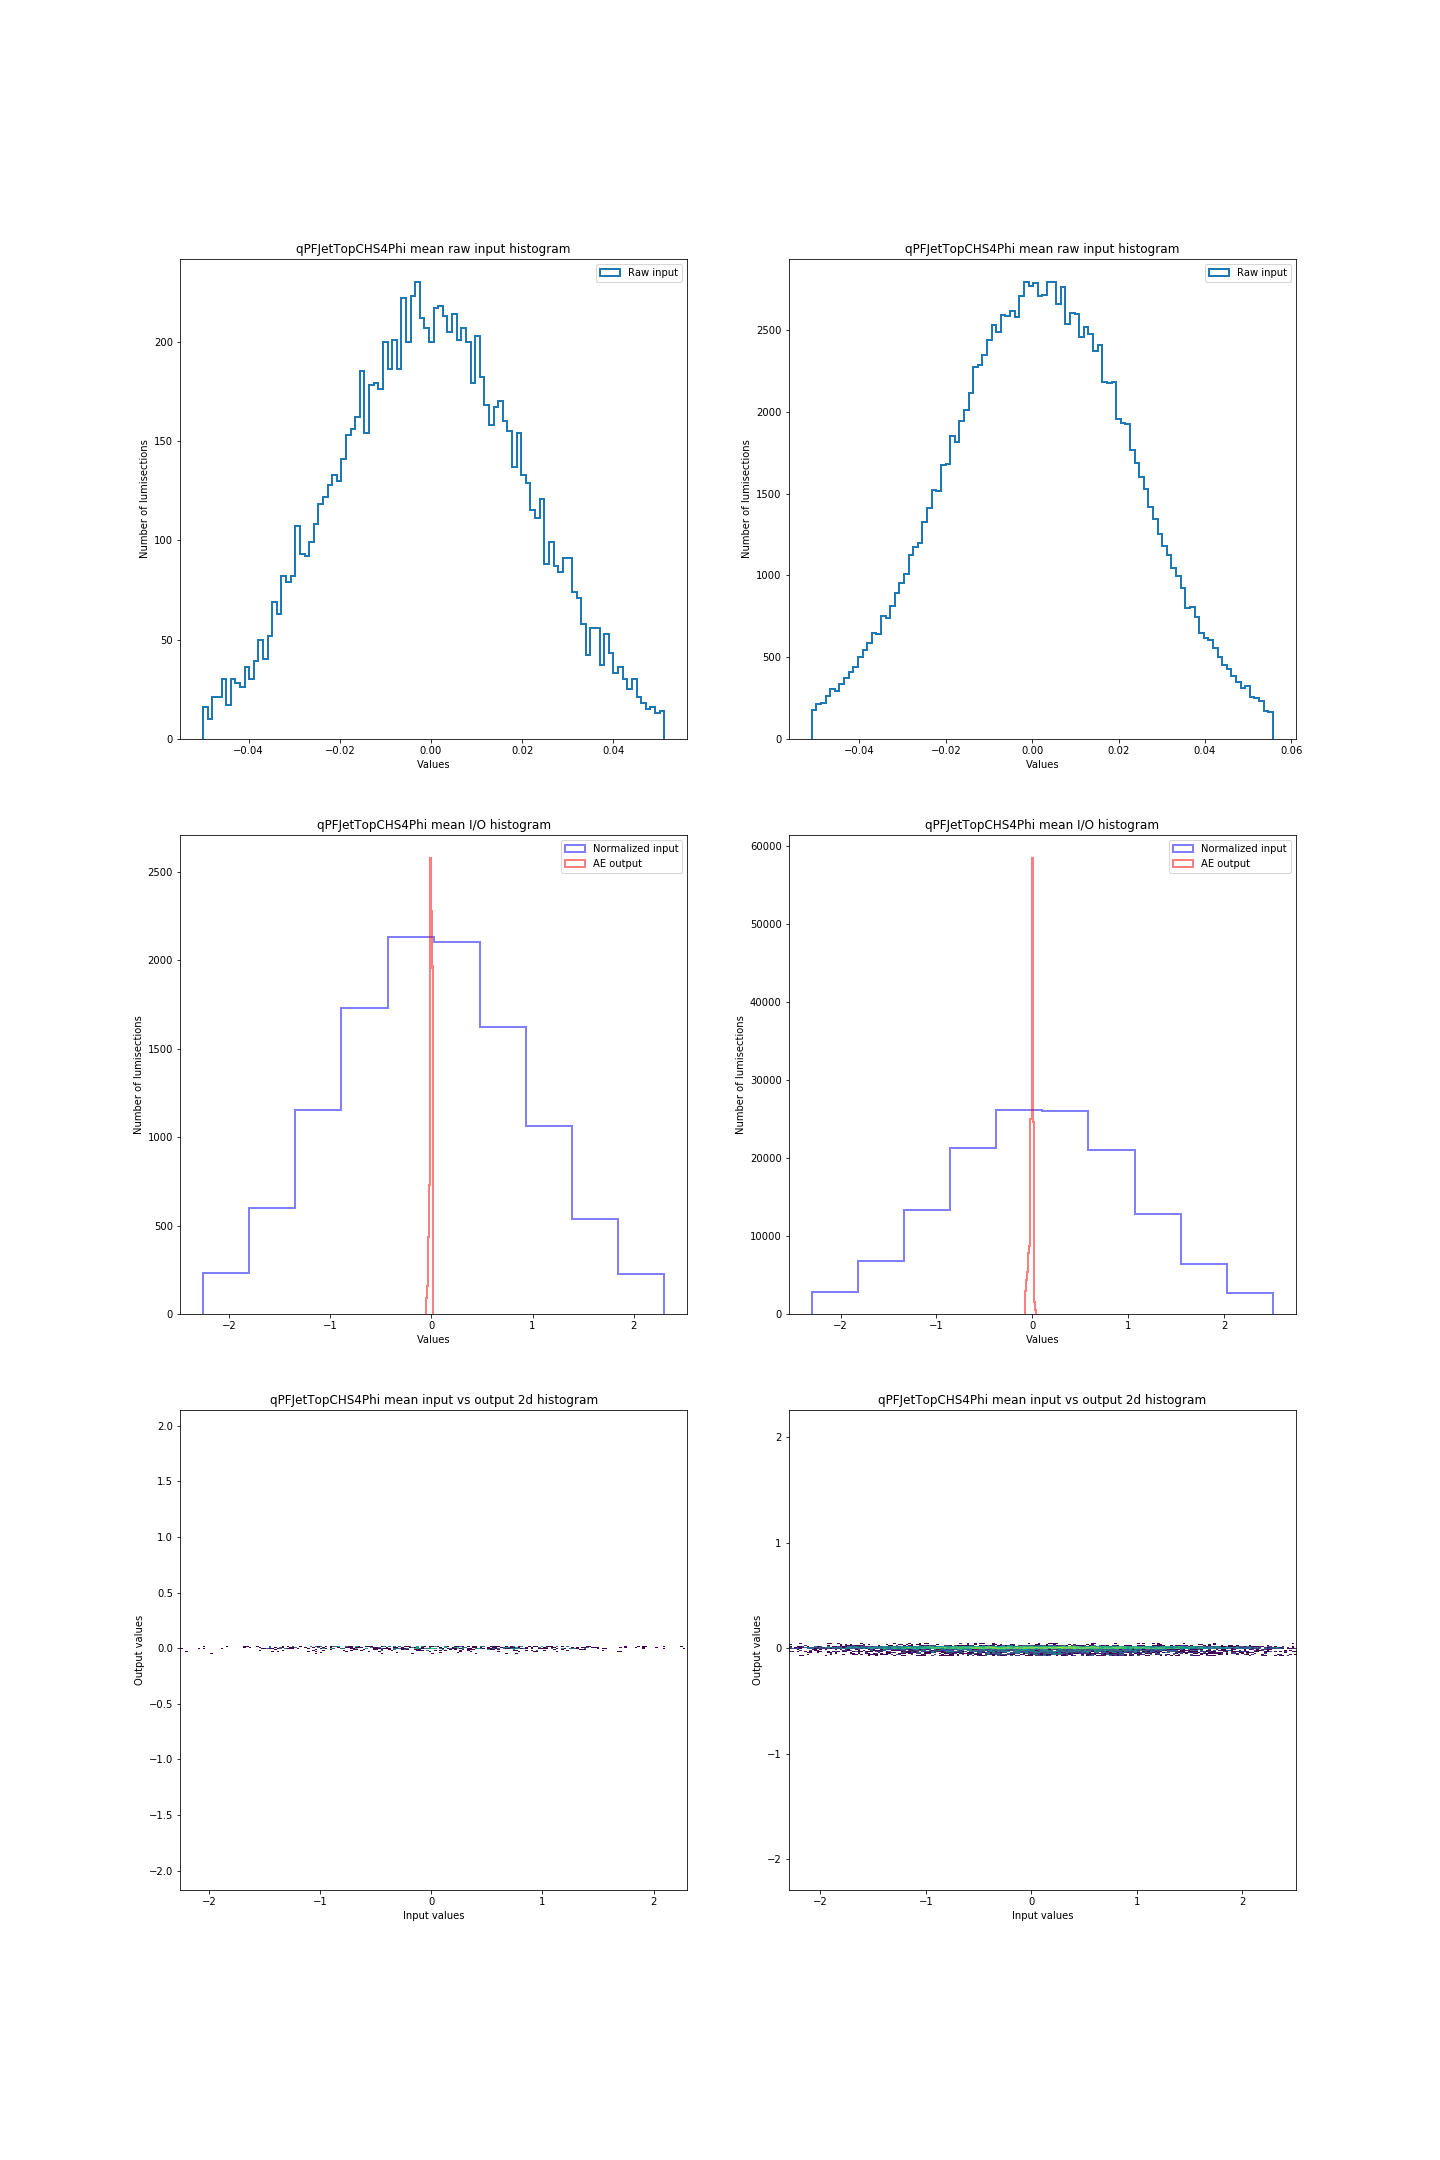 qPFJetTopCHS4Phi mean raw input histogram
Raw input
Number of lumisections
200
150
100
50
0
−0.04
−0.02
0.00
0.02
0.04
Values
qPFJetTopCHS4Phi mean raw input histogram
Raw input
Number of lumisections
2500
2000
1500
1000
500
0
−0.04
−0.02
0.00
0.02
0.04
0.06
Values
qPFJetTopCHS4Phi mean I/O histogram
Normalized input
AE output
Number of lumisections
2500
2000
1500
1000
500
0
−2
−1
0
1
2
Values
qPFJetTopCHS4Phi mean I/O histogram
Normalized input
AE output
Number of lumisections
60000
50000
40000
30000
20000
10000
0
−2
−1
0
1
2
Values
qPFJetTopCHS4Phi mean input vs output 2d histogram
Output values
2.0
1.5
1.0
0.5
0.0
−0.5
−1.0
−1.5
−2.0
−2
−1
0
1
2
Input values
qPFJetTopCHS4Phi mean input vs output 2d histogram
Output values
2
1
0
−1
−2
−2
−1
0
1
2
Input values